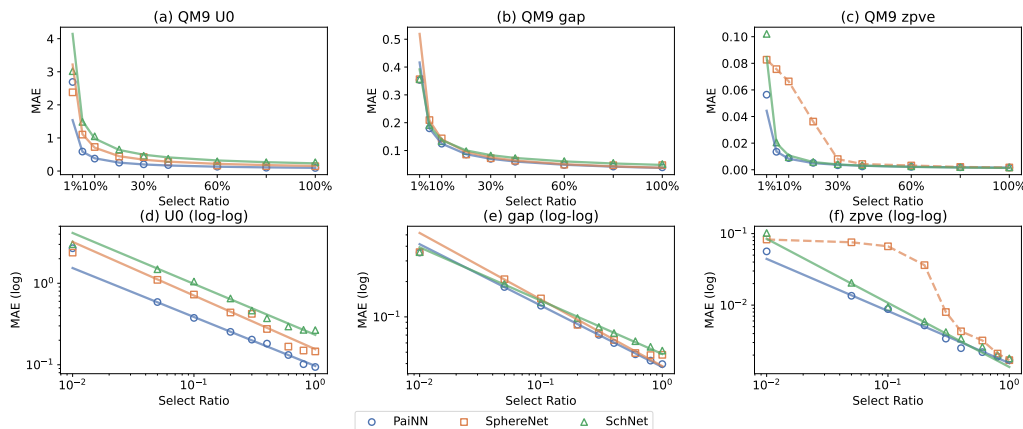 (a) QM9 U0
(b) QM9 gap
(c) QM9 zpve
MAE
4
3
2
1
0
1%10% 30% 60% 100%
Select Ratio
MAE
0.5
0.4
0.3
0.2
0.1
1%10% 30% 60% 100%
Select Ratio
MAE
0.10
0.08
0.06
0.04
0.02
0.00
1%10% 30% 60% 100%
Select Ratio
(d) U0 (log-log)
(e) gap (log-log)
(f) zpve (log-log)
MAE (log)
10⁰
10⁻¹
10⁻² 10⁻¹ 10⁰
Select Ratio
MAE (log)
10⁻¹
10⁻² 10⁻¹ 10⁰
Select Ratio
MAE (log)
10⁻¹
10⁻²
10⁻² 10⁻¹ 10⁰
Select Ratio
PaiNN SphereNet SchNet